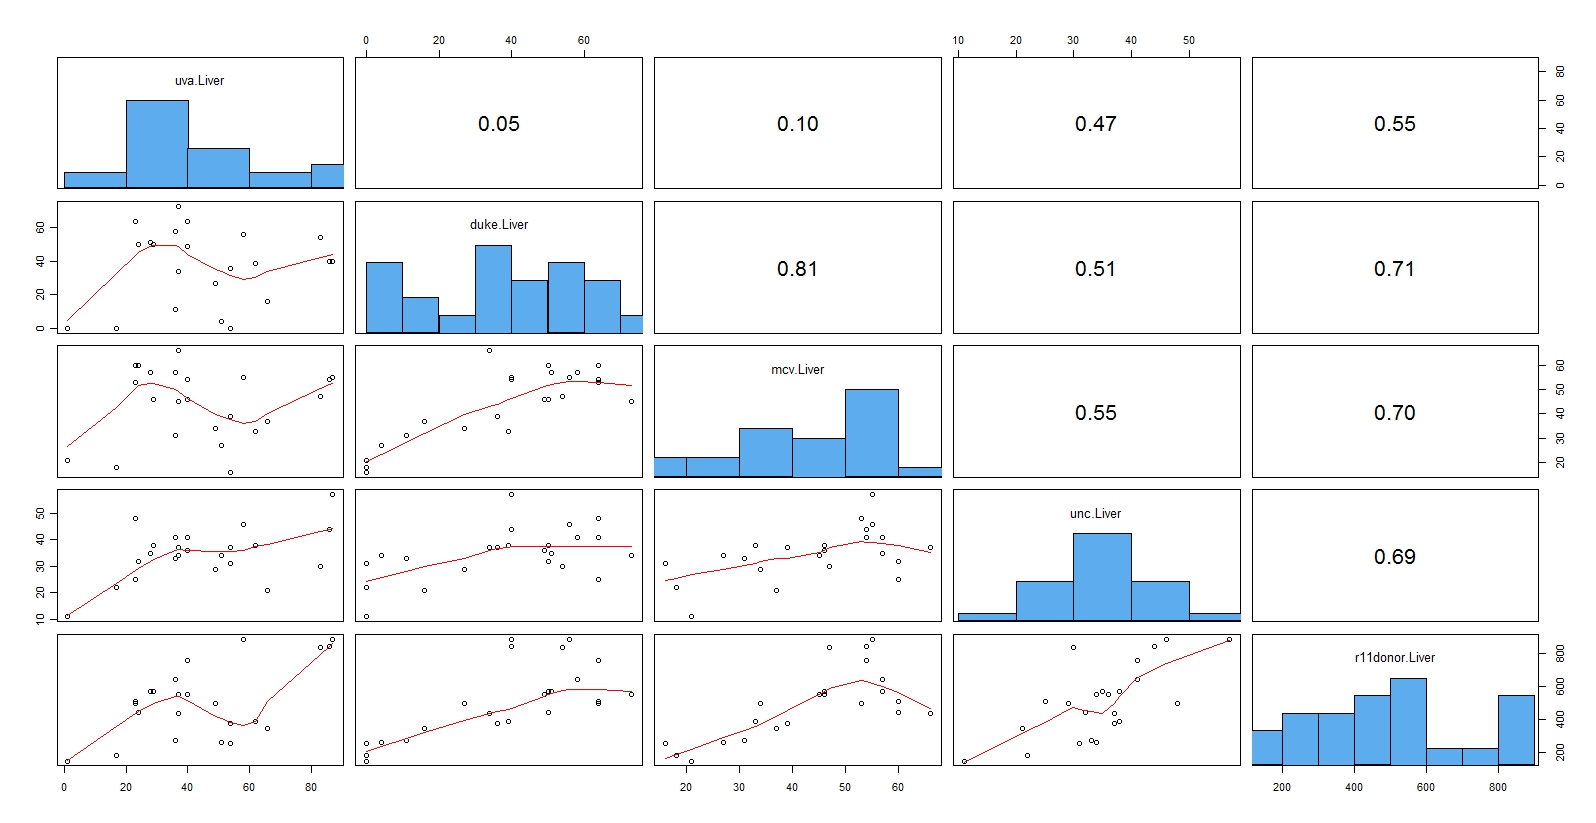 0 20 40 60 10 20 30 40 50
uva.Liver 0.05 0.10 0.47 0.55 0 20 40 60 80
0 20 40 60 duke.Liver 0.81 0.51 0.71
mcv.Liver 0.55 0.70 20 30 40 50 60
10 20 30 40 50 unc.Liver 0.69
r11donor.Liver 200 400 600 800
0 20 40 60 80 20 30 40 50 60 200 400 600 800